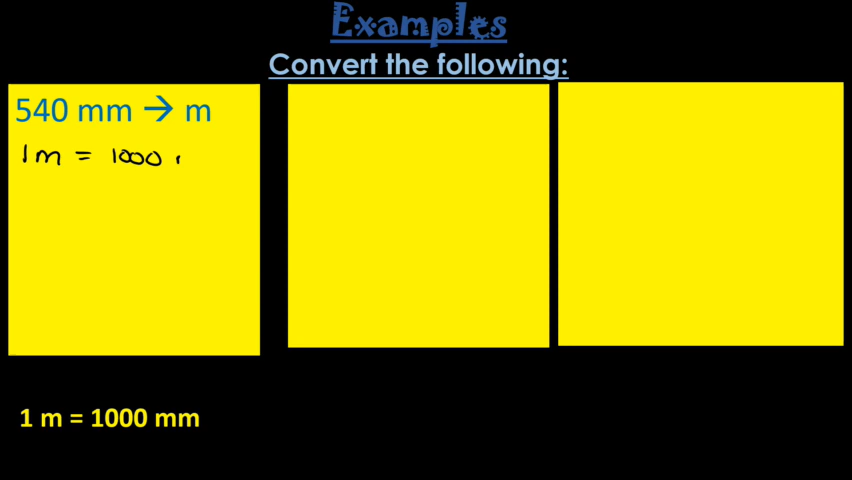 Examples
Convert the following:
540 mm → m
1m = 1000
1 m = 1000 mm